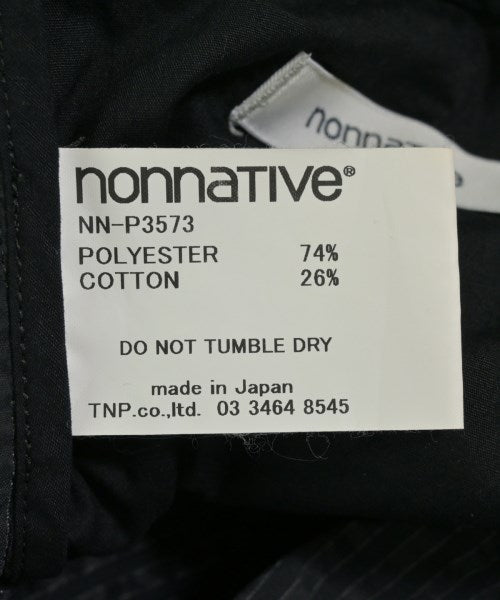 nonnative
nonnaTIVe®
NN-P3573
POLYESTER 74%
COTTON 26%
DO NOT TUMBLE DRY
made in Japan
TNP.co.,ltd. 03 3464 8545